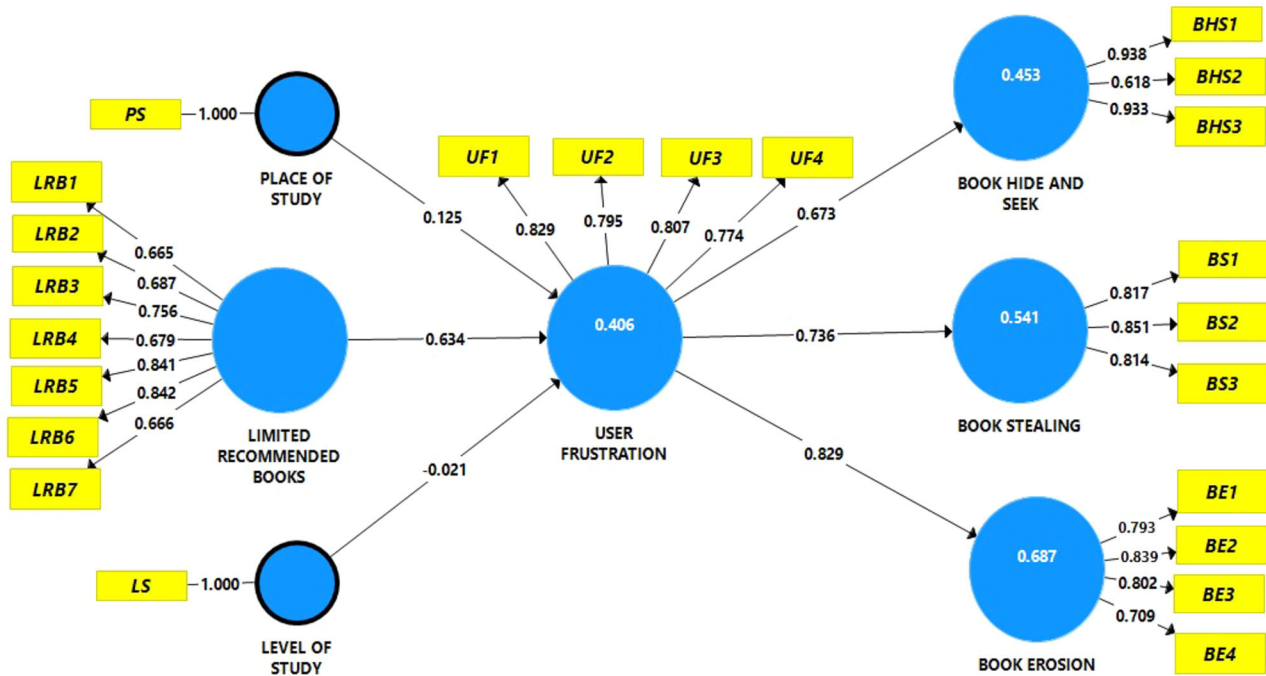 PS
1.000
PLACE OF
STUDY
LRB1
LRB2
LRB3
LRB4
LRB5
LRB6
LRB7
0.665
0.687
0.756
0.679
0.841
0.842
0.666
LIMITED
RECOMMENDED
BOOKS
LS
1.000
LEVEL OF
STUDY
0.125
0.634
-0.021
UF1
UF2
UF3
UF4
0.829
0.795
0.807
0.774
0.406
USER
FRUSTRATION
0.673
0.736
0.829
0.453
BOOK HIDE AND
SEEK
0.938
0.618
0.933
BHS1
BHS2
BHS3
0.541
BOOK STEALING
0.817
0.851
0.814
BS1
BS2
BS3
0.687
BOOK EROSION
0.793
0.839
0.802
0.709
BE1
BE2
BE3
BE4